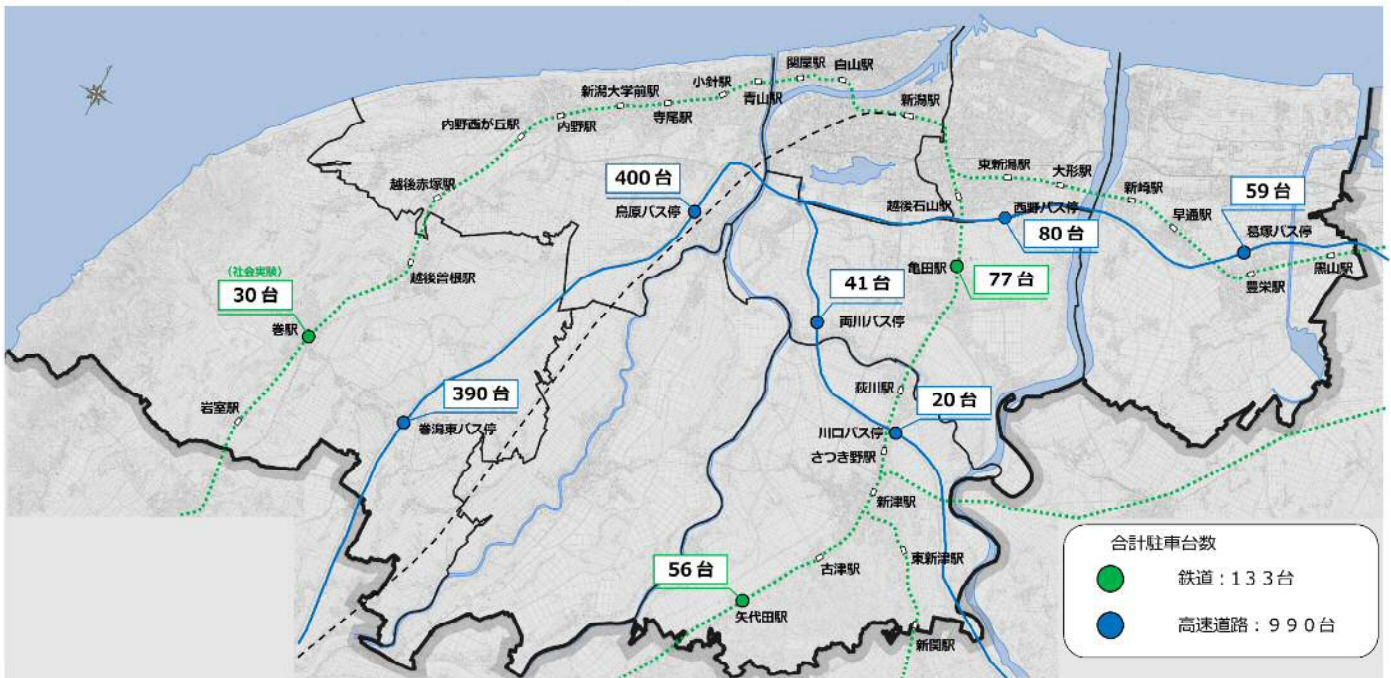 関屋駅
白山駅
小針駅
青山駅
新潟大学前駅
寺尾駅
新潟駅
内野西が丘駅
内野駅
東新潟駅
大形駅
400台
越後赤塚駅
越後石山駅
新崎駅
59台
鳥原バス停
西野バス停
早通駅
葛塚バス停
80台
黒山駅
(社会実験)
越後曽根駅
亀田駅
豊栄駅
30台
41台
77台
巻駅
両川バス停
390台
荻川駅
20台
岩室駅
巻潟東バス停
川口バス停
さつき野駅
新津駅
合計駐車台数
56台
古津駅
東新津駅
鉄道:133台
矢代田駅
高速道路:990台
新関駅